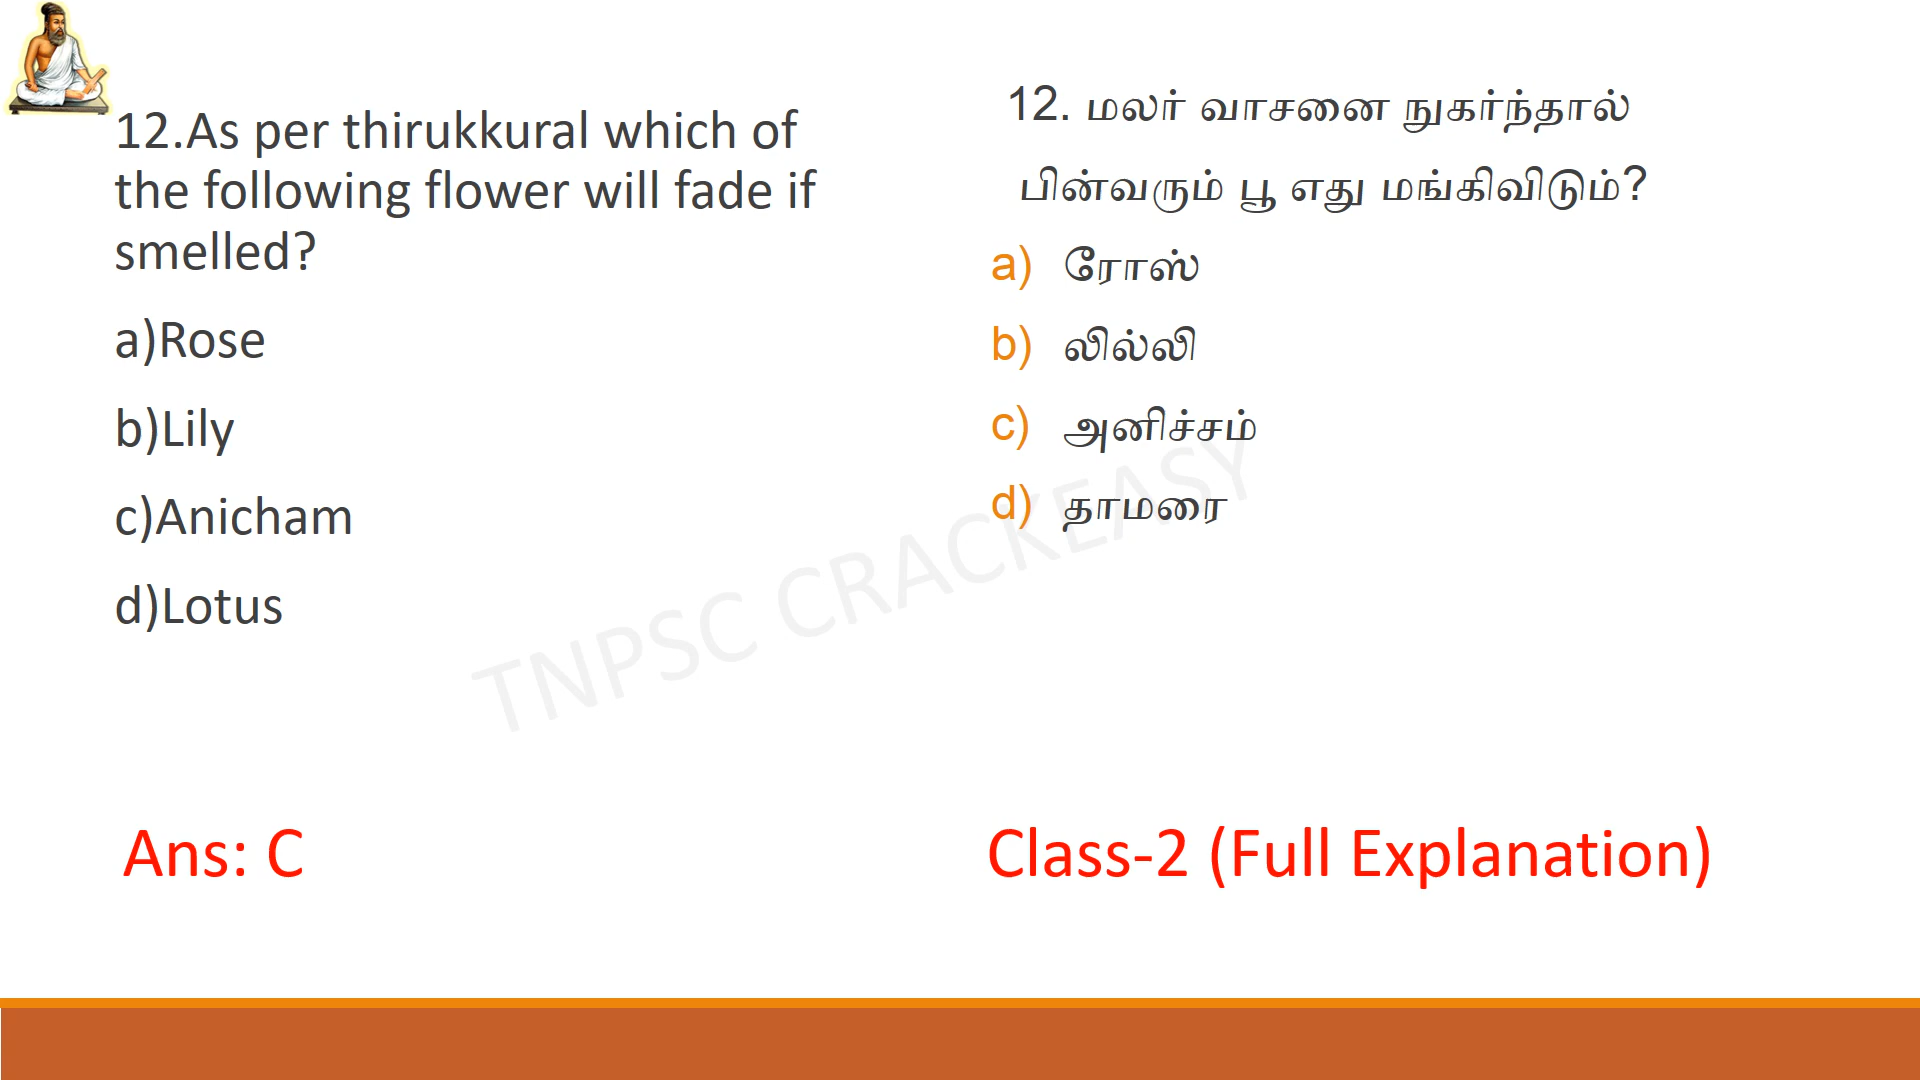 12.As per thirukkural which of
the following flower will fade if
smelled?
a)Rose
b)Lily
c)Anicham
d)Lotus
12. மலர் வாசனை நுகர்ந்தால்
பின்வரும் பூ எது மங்கிவிடும்?
a) ரோஸ்
b) லில்லி
c) அனிச்சம்
d) தாமரை
TNPSC CRACKEASY
Ans: C
Class-2 (Full Explanation)